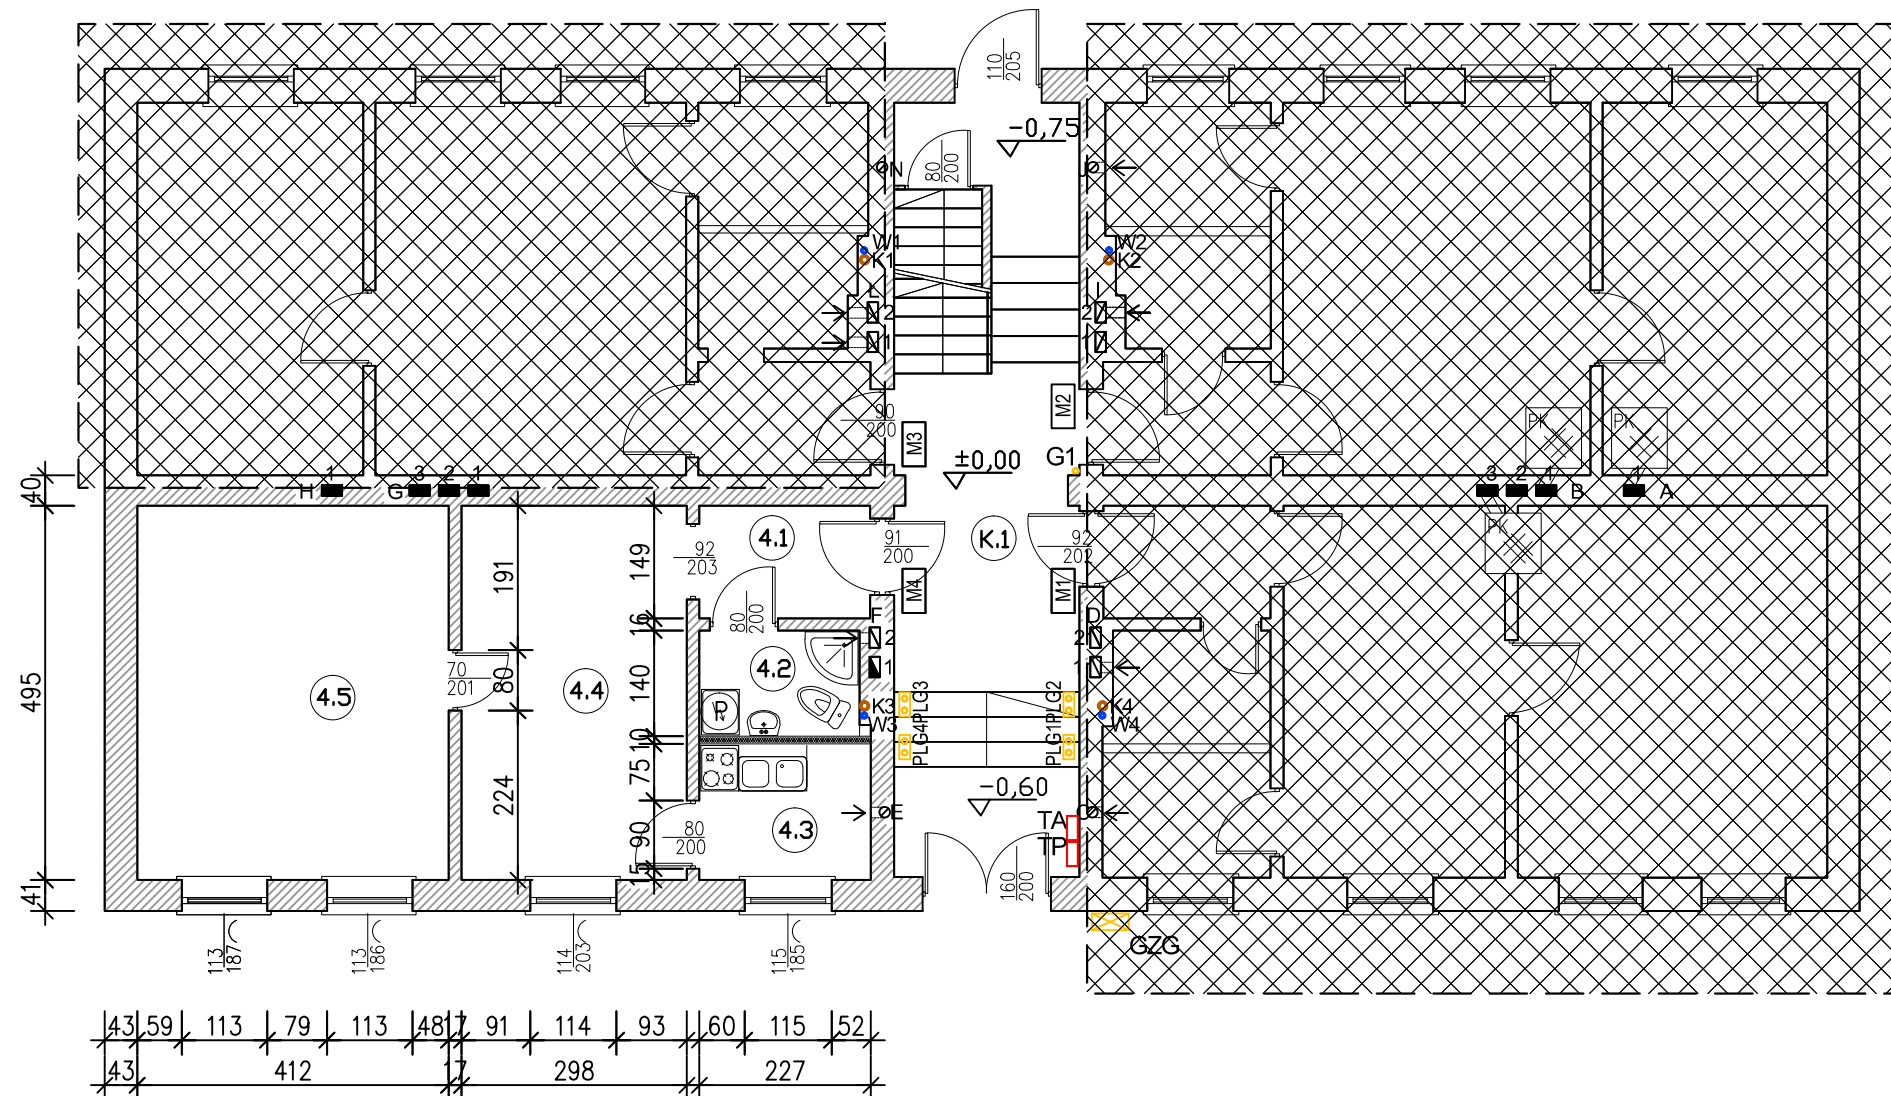 110
205
-0,75
80
200
N
J
W1
K1
W2
K2
L
2
1
I
2
1
90
200
M3
M2
G1
±0,00
PK
PK
H
1
G
3
2
1
3
2
1
B
1
A
PK
40
495
41
191
80
224
149
16
140
10
75
90
15
92
203
4.1
91
200
K.1
92
202
M4
M1
80
200
F
2
1
D
2
1
4.2
4.4
4.5
70
201
P
K3
W3
PLG3
PLG4
PLG2
PLG1
K4
W4
-0,60
80
200
4.3
E
C
TA
TP
160
200
GZG
113
187
113
186
114
203
115
185
43 59 113 79 113 48 17 91 114 93 60 115 52
43 412 17 298 227